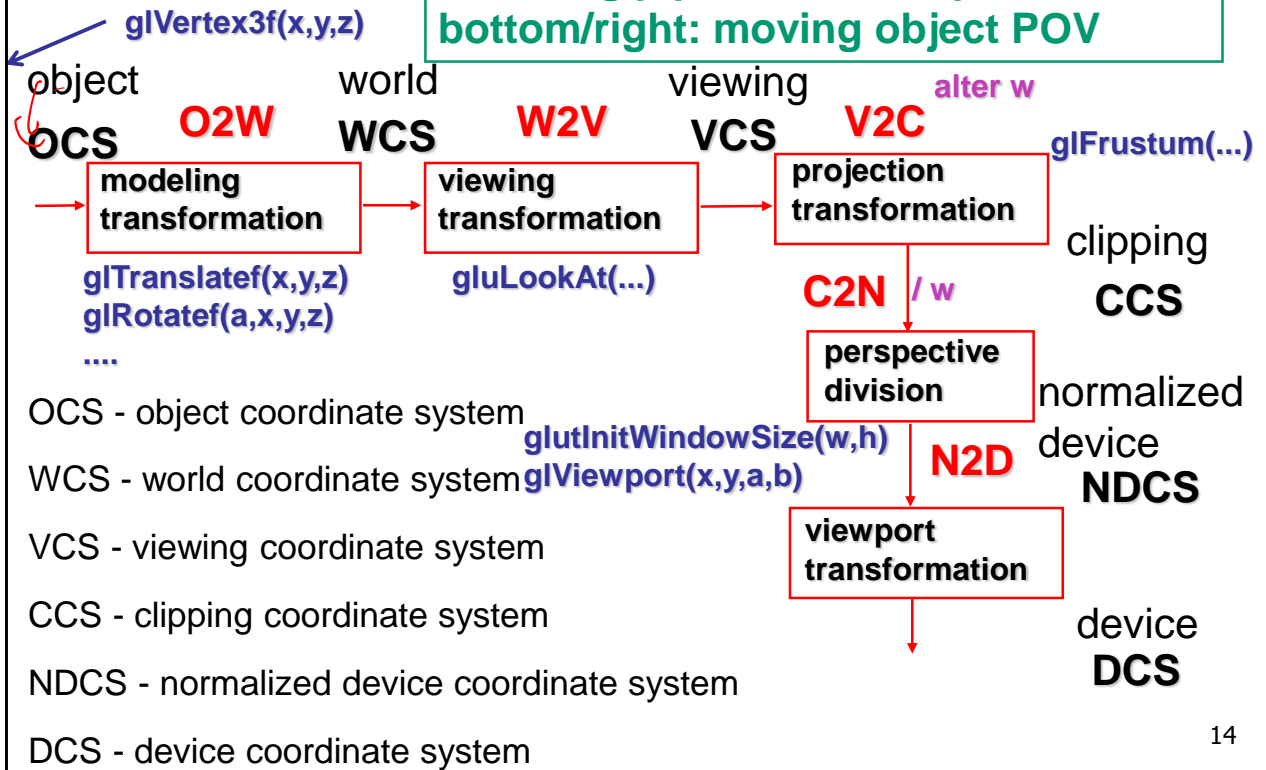 glVertex3f(x,y,z)
bottom/right: moving object POV
object world viewing alter w
OCS O2W WCS W2V VCS V2C
glFrustum(...)
modeling
transformation
viewing
transformation
projection
transformation
clipping
CCS
glTranslatef(x,y,z)
glRotatef(a,x,y,z)
....
gluLookAt(...)
C2N / w
perspective
division
normalized
device
NDCS
OCS - object coordinate system
glutInitWindowSize(w,h)
N2D
WCS - world coordinate system glViewport(x,y,a,b)
viewport
transformation
VCS - viewing coordinate system
CCS - clipping coordinate system
device
DCS
NDCS - normalized device coordinate system
DCS - device coordinate system
14